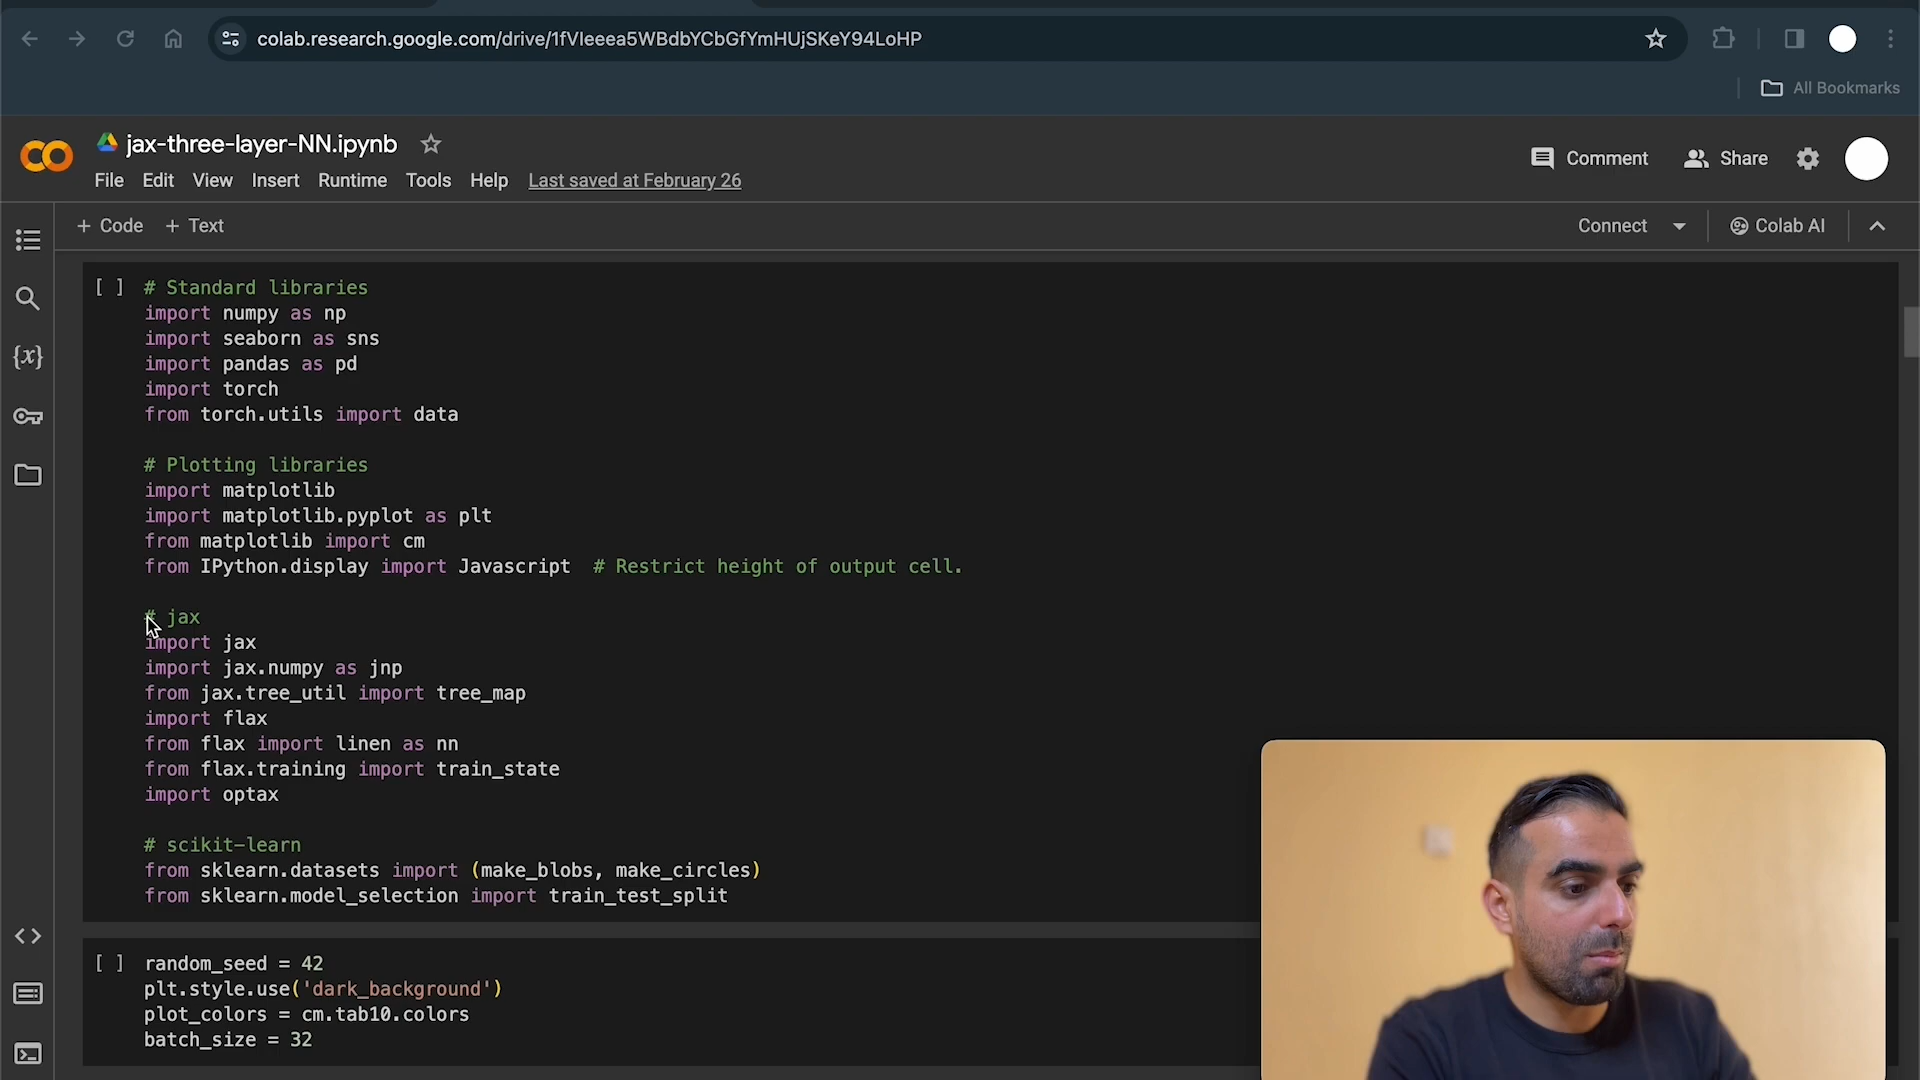 colab.research.google.com/drive/1fVleeea5WBdbYCbGfYmHUjSKeY94LoHP
All Bookmarks
jax-three-layer-NN.ipynb
Comment
Share
File Edit View Insert Runtime Tools Help Last saved at February 26
+ Code + Text
Connect
Colab AI
[ ] # Standard libraries
import numpy as np
import seaborn as sns
{x}
import pandas as pd
import torch
from torch.utils import data
# Plotting libraries
import matplotlib
import matplotlib.pyplot as plt
from matplotlib import cm
from IPython.display import Javascript # Restrict height of output cell.
# jax
import jax
import jax.numpy as jnp
from jax.tree_util import tree_map
import flax
from flax import linen as nn
from flax.training import train_state
import optax
# scikit-learn
from sklearn.datasets import (make_blobs, make_circles)
from sklearn.model_selection import train_test_split
[ ] random_seed = 42
plt.style.use('dark_background')
plot_colors = cm.tab10.colors
batch_size = 32